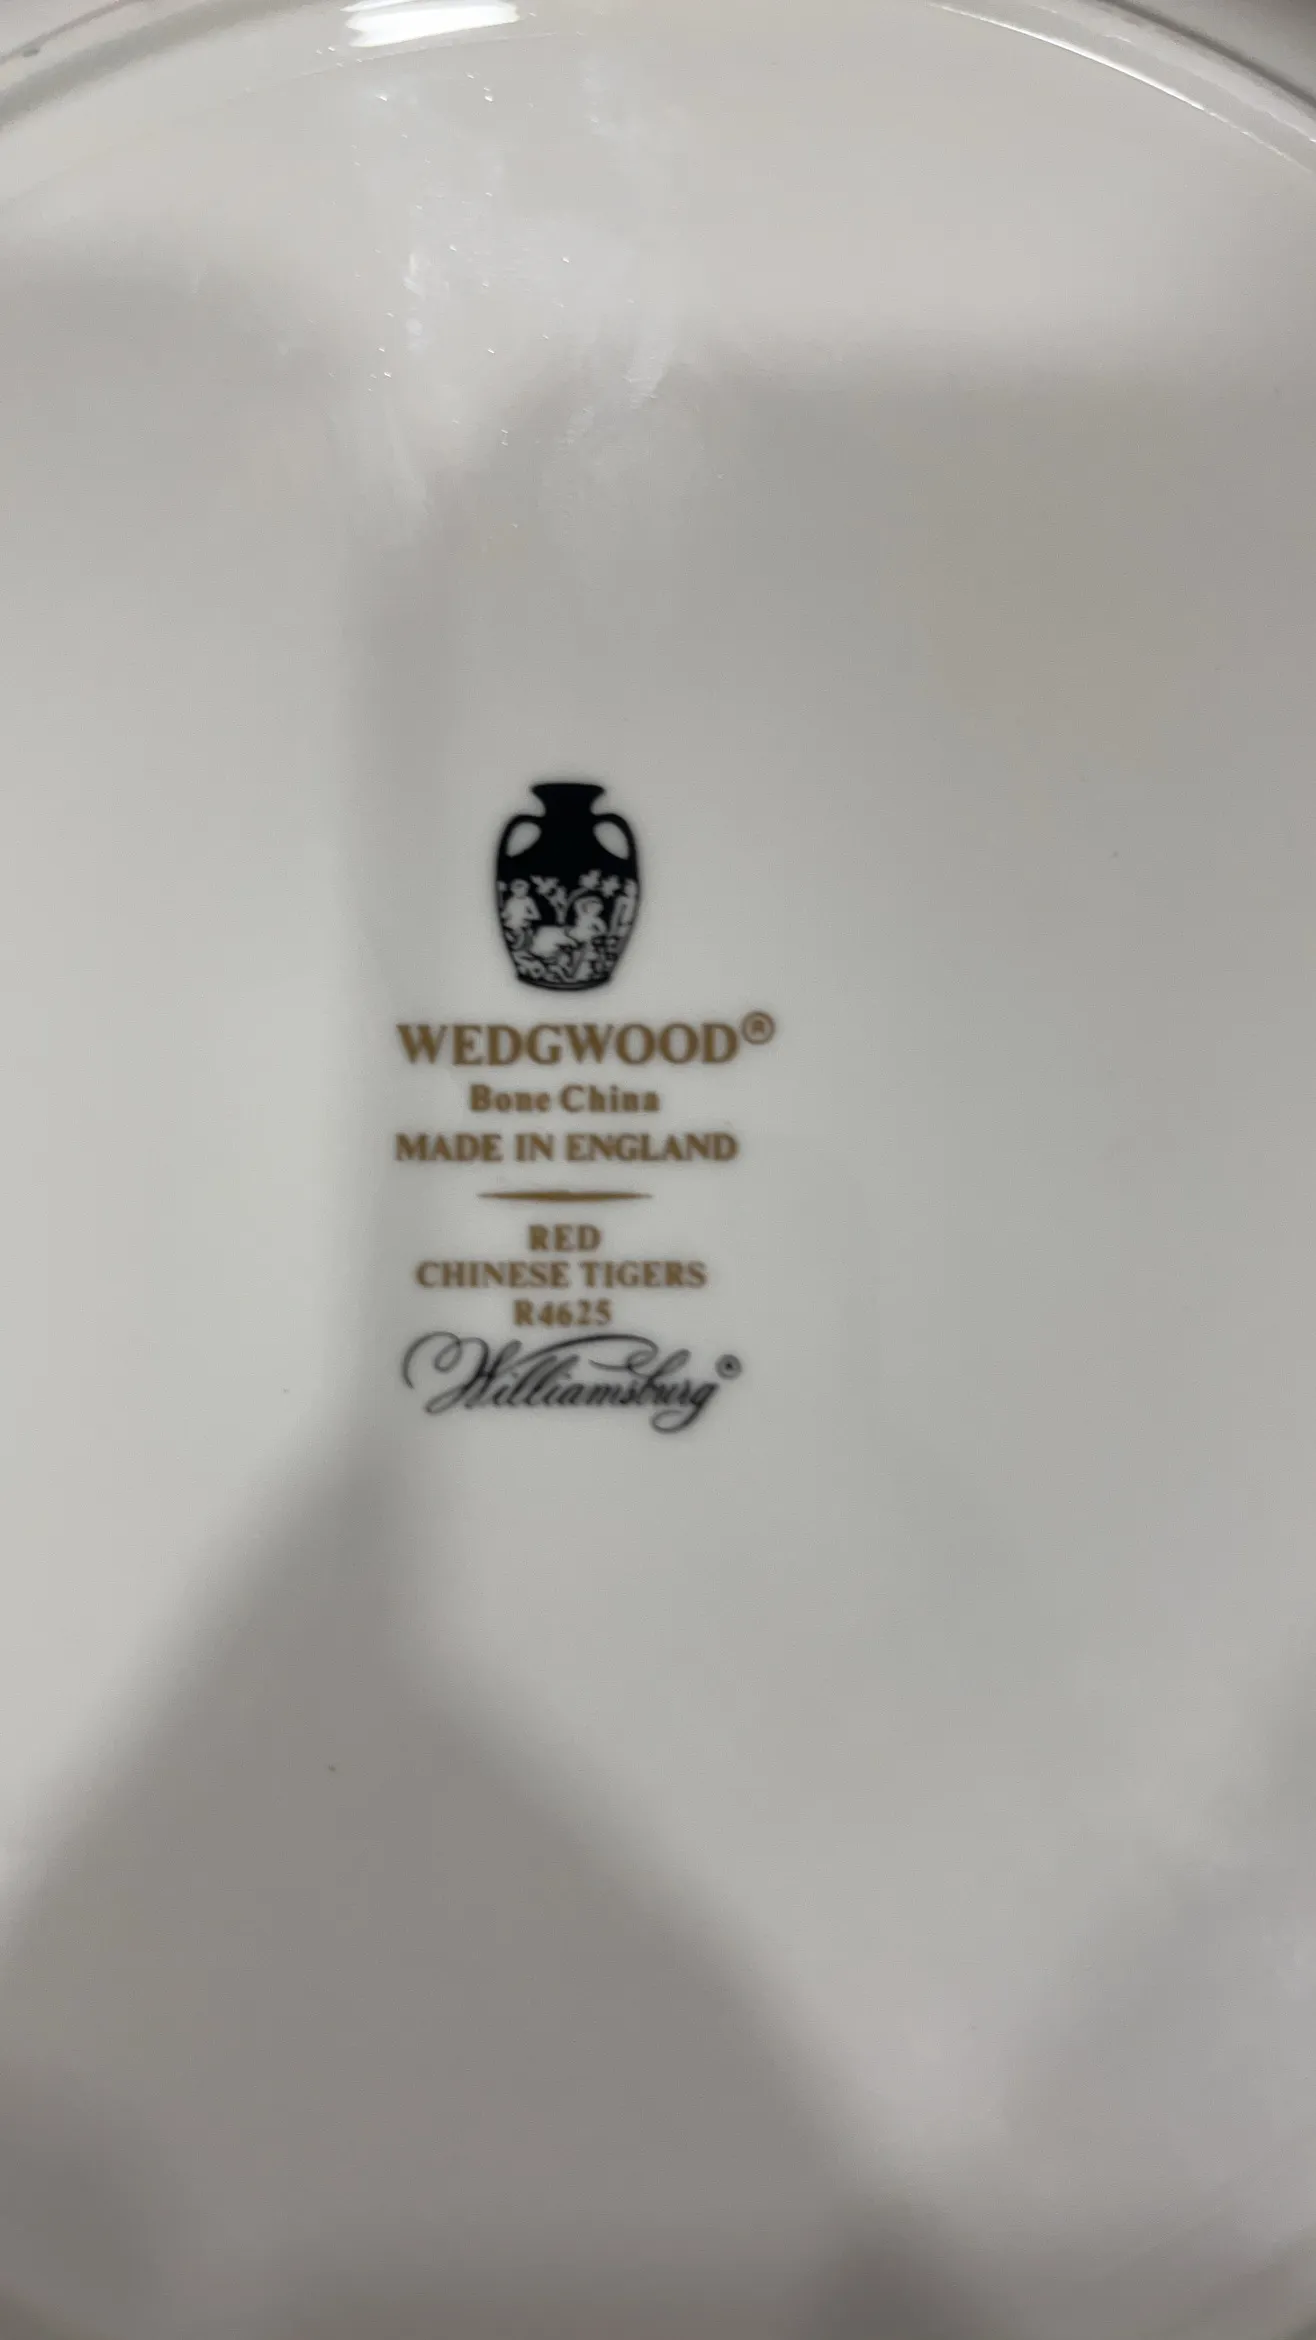 WEDGWOOD®
Bone China
MADE IN ENGLAND
RED
CHINESE TIGERS
R4625
Williamsburg®